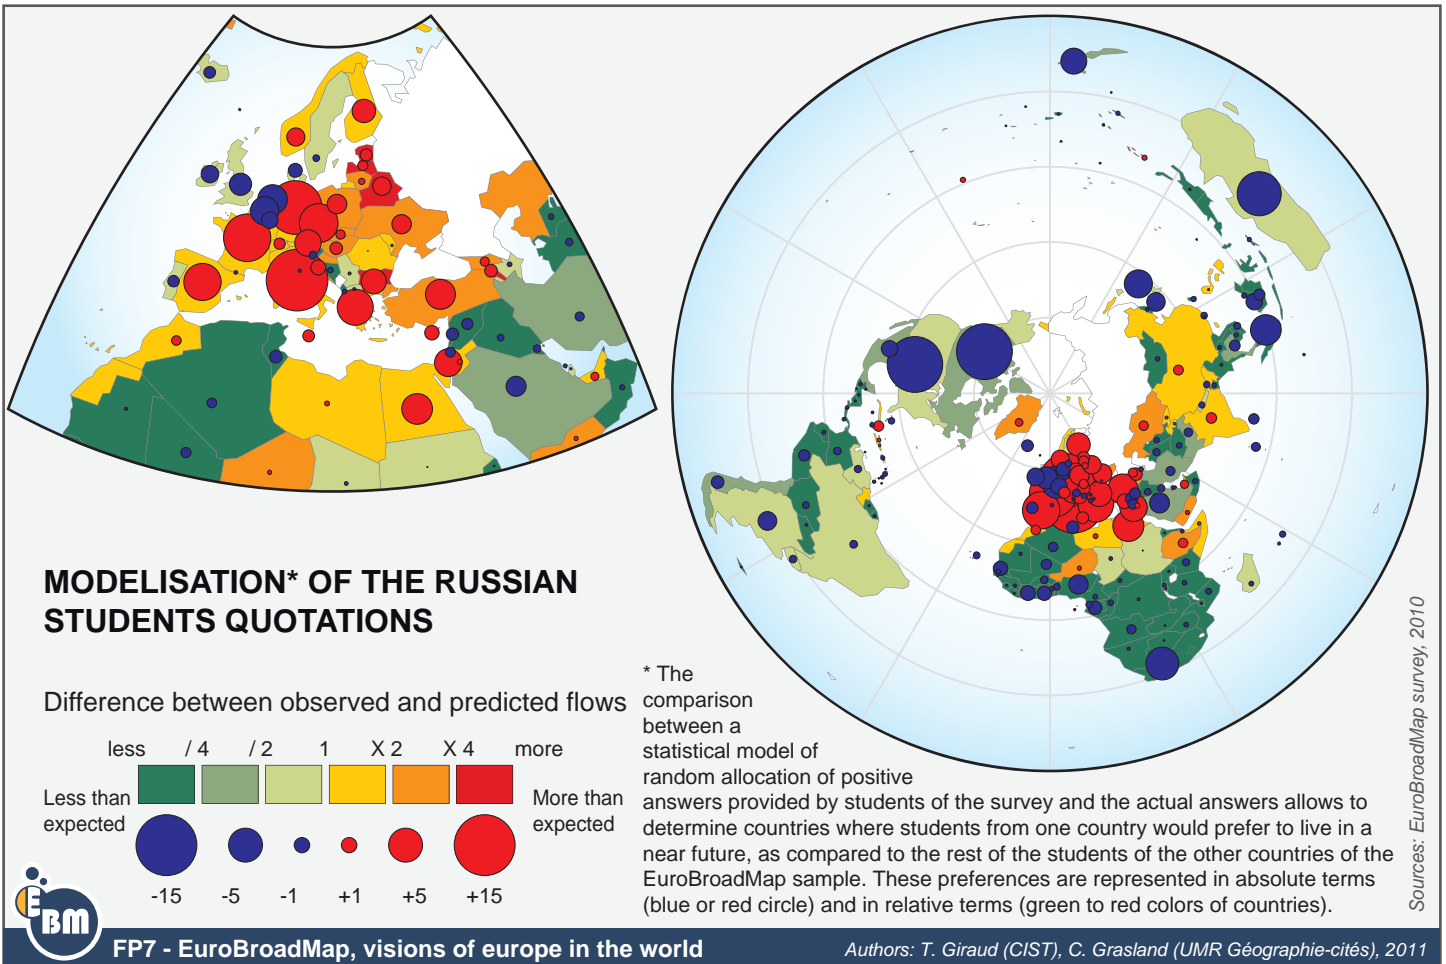 MODELISATION* OF THE RUSSIAN
STUDENTS QUOTATIONS
Difference between observed and predicted flows
less / 4 / 2 1 X 2 X 4 more
Less than
expected
More than
expected
-15 -5 -1 +1 +5 +15
* The
comparison
between a
statistical model of
random allocation of positive
answers provided by students of the survey and the actual answers allows to
determine countries where students from one country would prefer to live in a
near future, as compared to the rest of the students of the other countries of the
EuroBroadMap sample. These preferences are represented in absolute terms
(blue or red circle) and in relative terms (green to red colors of countries).
Sources: EuroBroadMap survey, 2010
EBM
FP7 - EuroBroadMap, visions of europe in the world
Authors: T. Giraud (CIST), C. Grasland (UMR Géographie-cités), 2011